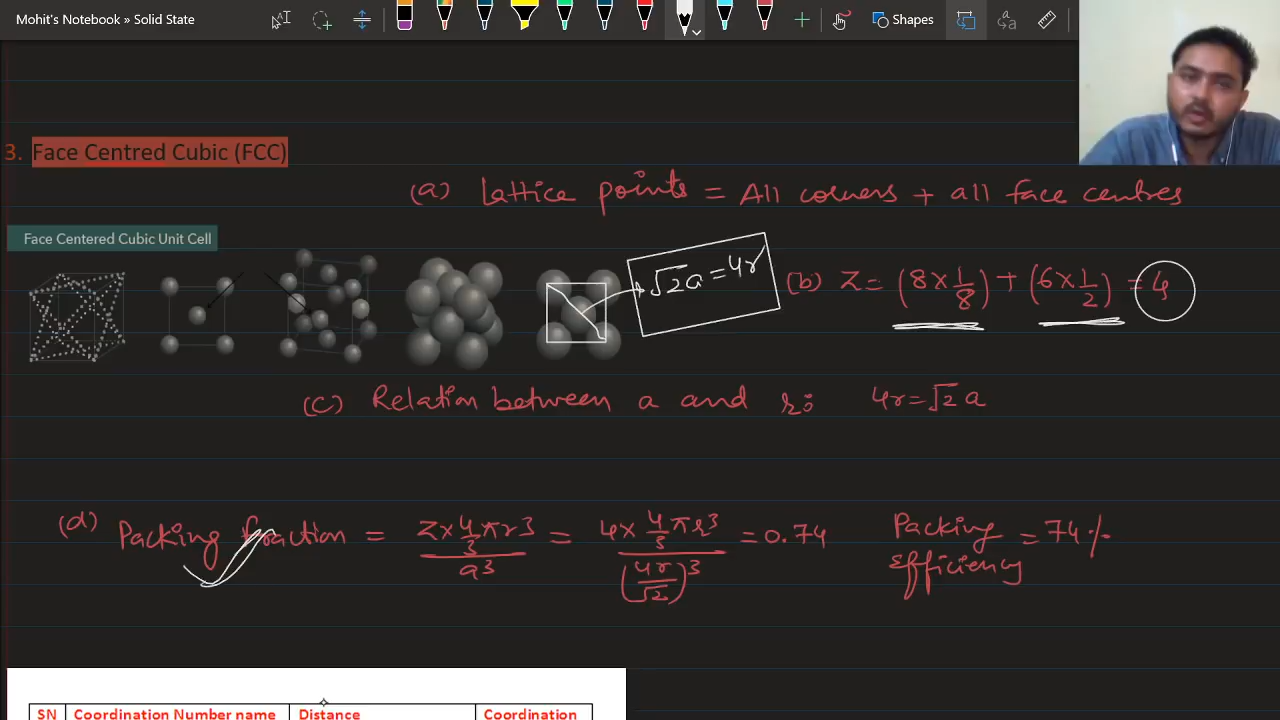 Mohit's Notebook » Solid State
Shapes
3. Face Centred Cubic (FCC)
(a) Lattice points = All corners + all face centres
Face Centered Cubic Unit Cell
√2a = 4r
(b) Z = (8 × 1/8) + (6 × 1/2) = 4
(c) Relation between a and r: 4r = √2 a
(d) Packing fraction = Z × 4/3 πr³ / a³ = 4 × 4/3 πr³ / (4r/√2)³ = 0.74
Packing efficiency = 74%
SN Coordination Number name Distance Coordination